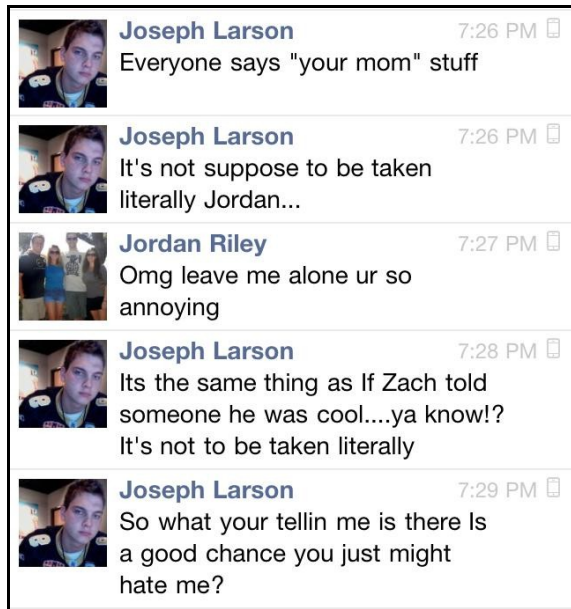 Joseph Larson 7:26 PM
Everyone says "your mom" stuff
Joseph Larson 7:26 PM
It's not suppose to be taken
literally Jordan...
Jordan Riley 7:27 PM
Omg leave me alone ur so
annoying
Joseph Larson 7:28 PM
Its the same thing as If Zach told
someone he was cool....ya know!?
It's not to be taken literally
Joseph Larson 7:29 PM
So what your tellin me is there Is
a good chance you just might
hate me?